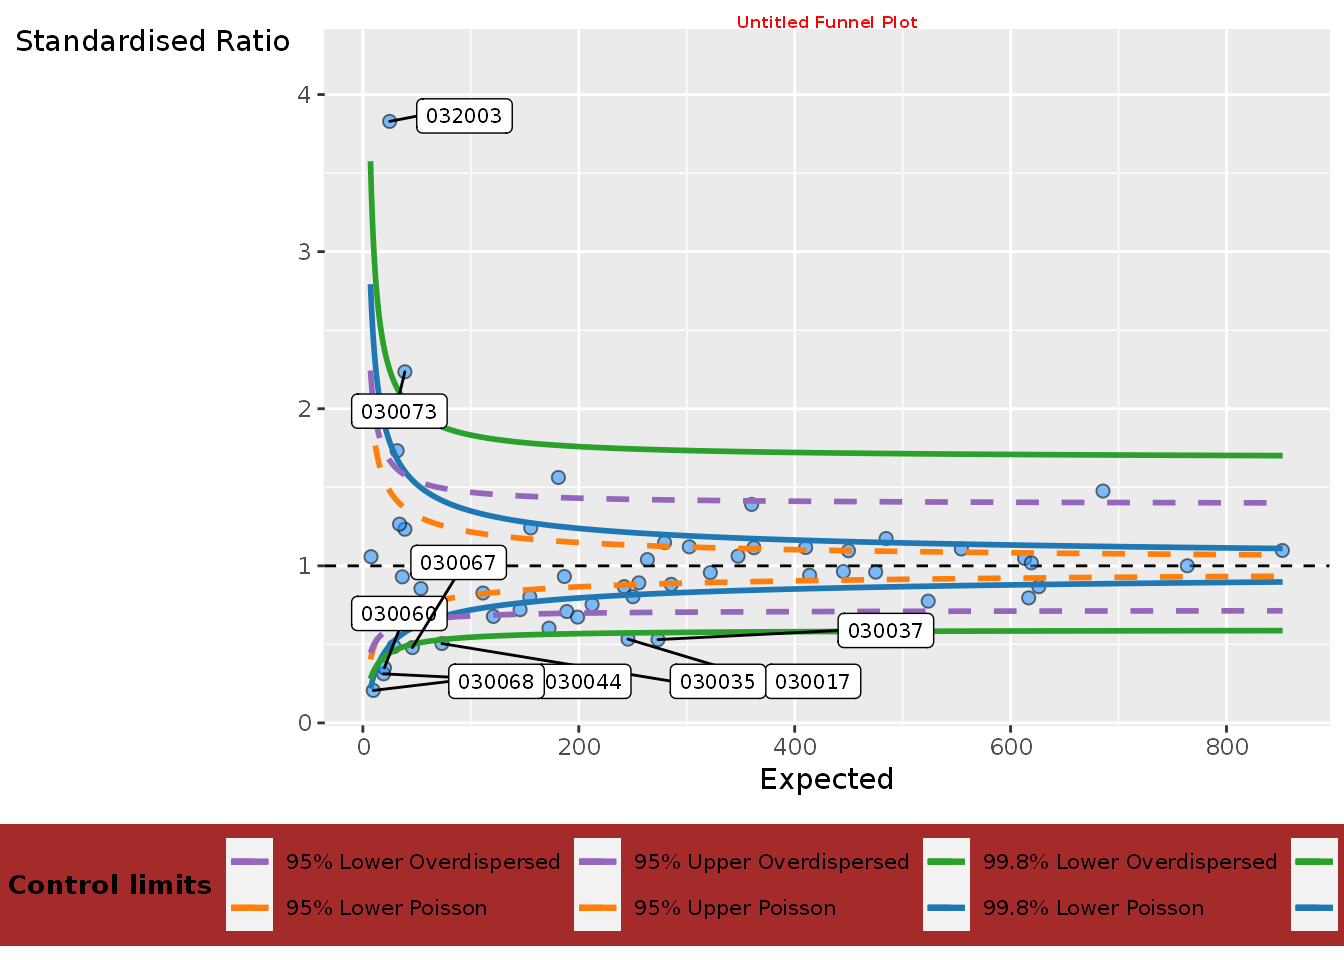 Untitled Funnel Plot
Standardised Ratio
4
032003
3
2
030073
1
030067
030060
030037
030068
030044
030035
030017
0
0 200 400 600 800
Expected
Control limits
95% Lower Overdispersed 95% Upper Overdispersed 99.8% Lower Overdispersed
95% Lower Poisson 95% Upper Poisson 99.8% Lower Poisson